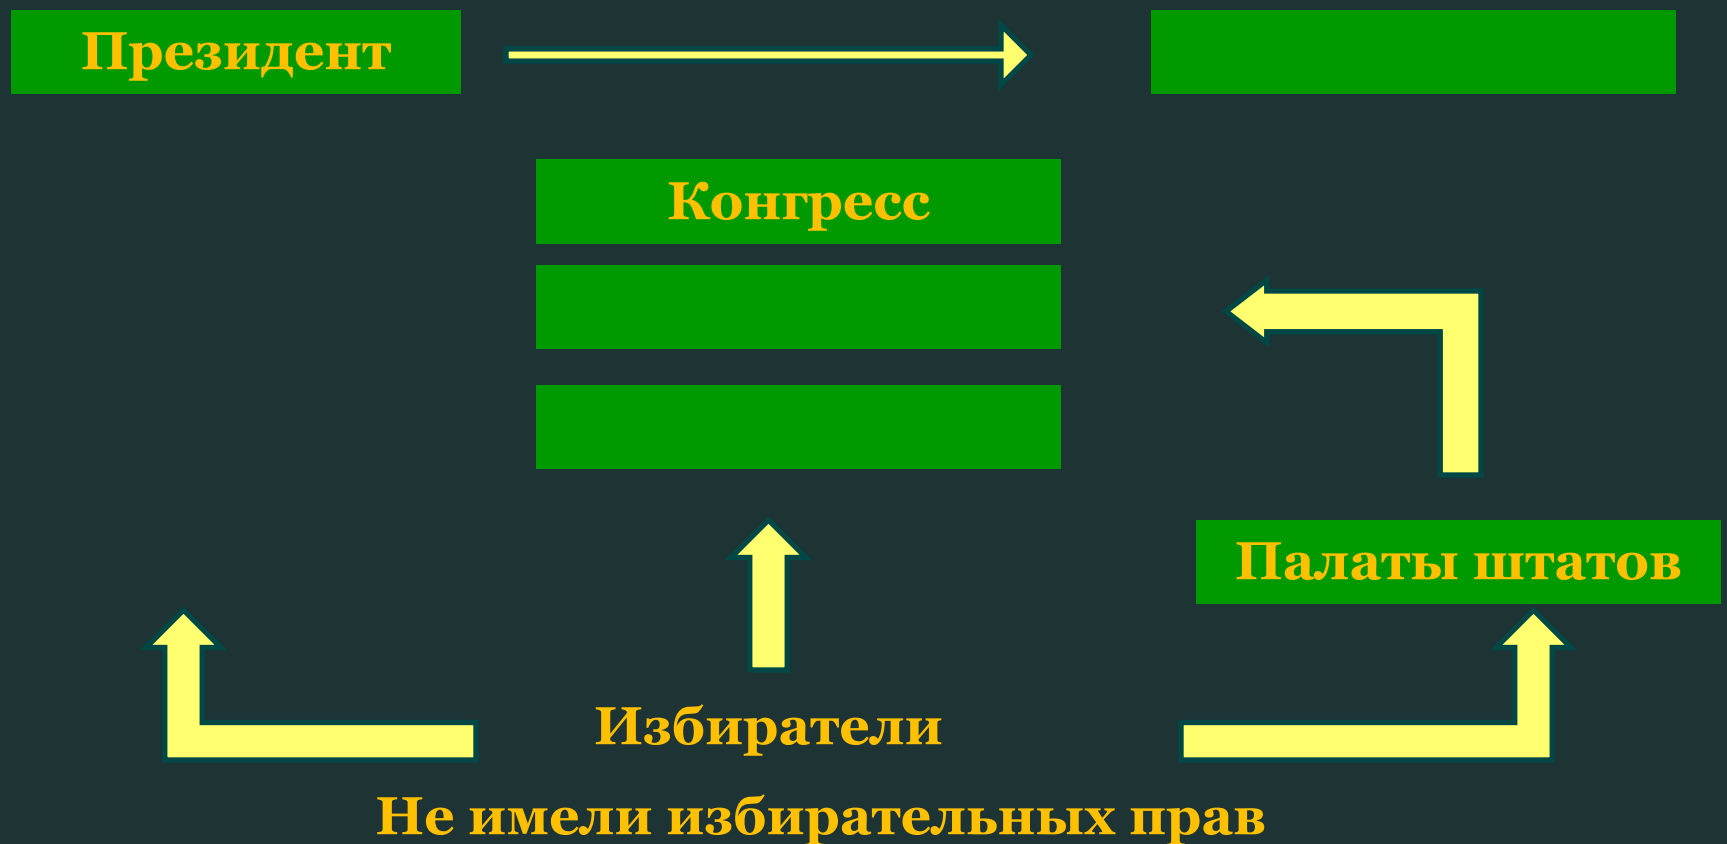 Президент
Конгресс
Палаты штатов
Избиратели
Не имели избирательных прав